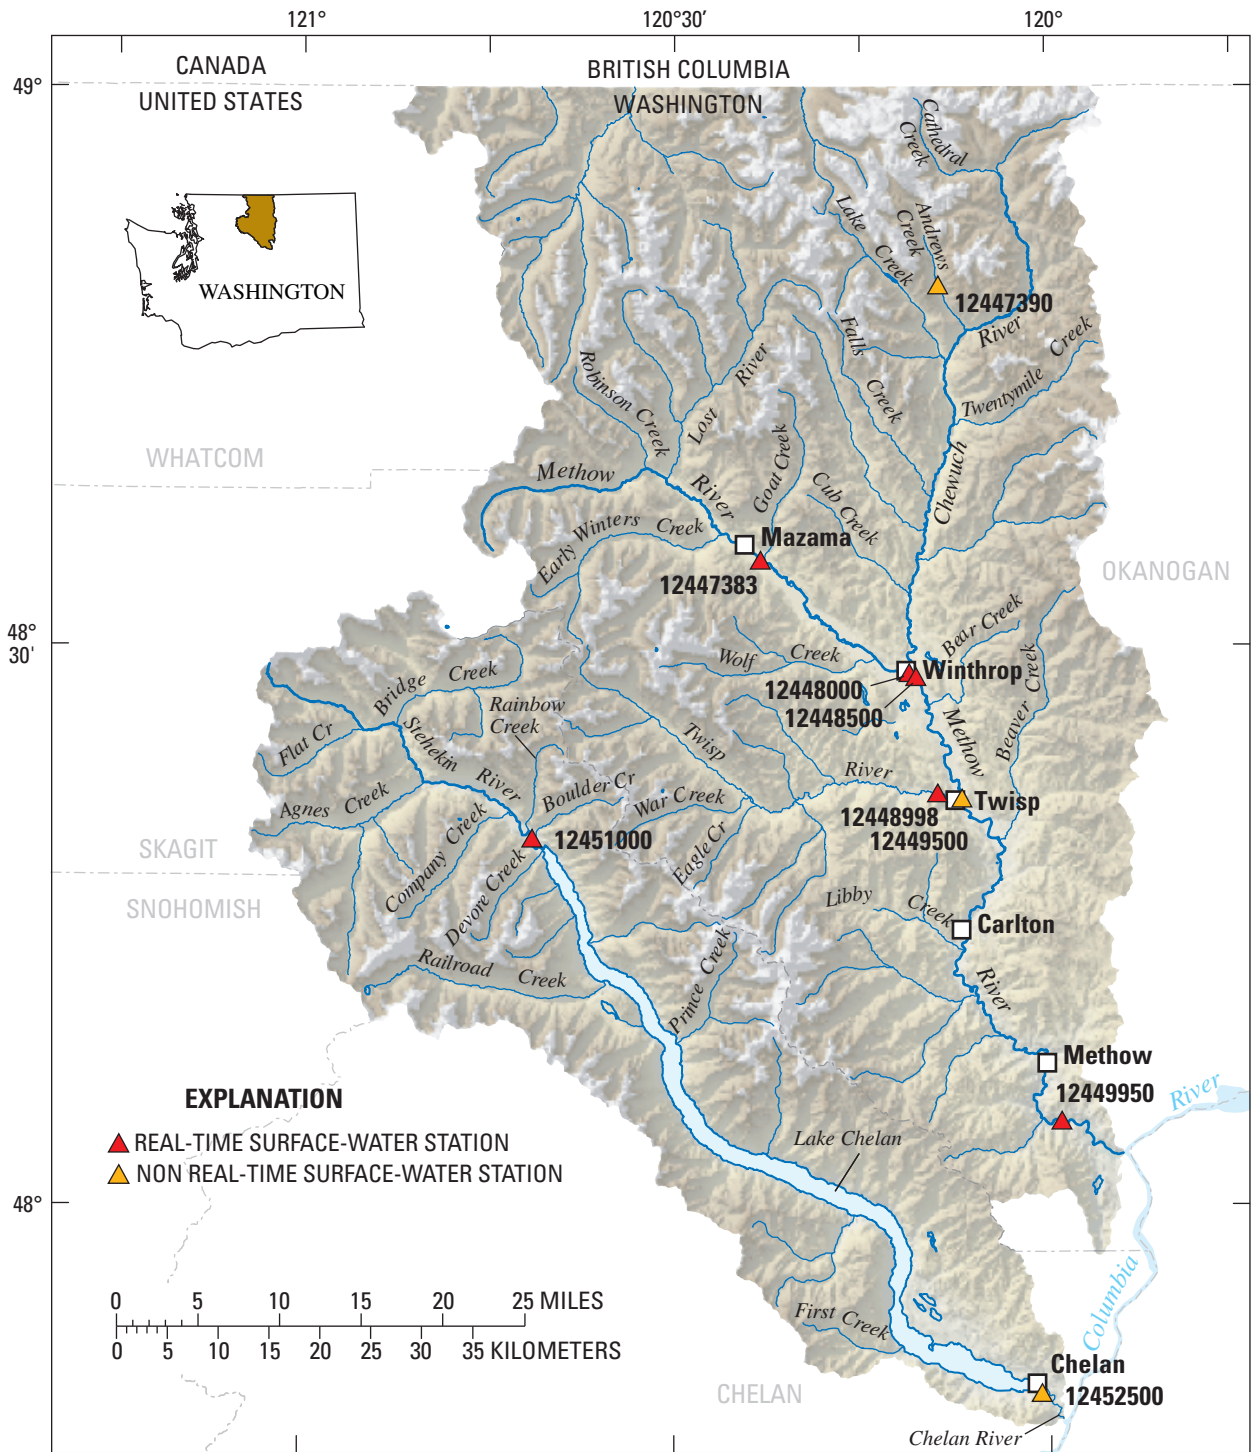 121°
120°30'
120°
CANADA
BRITISH COLUMBIA
49°
UNITED STATES
WASHINGTON
Cathedral
Creek
Lake
Creek
Andrews
Creek
WASHINGTON
12447390
River
Falls
Creek
Twentymile Creek
Robinson Creek
Lost River
WHATCOM
Methow
River
Goat Creek
Cub Creek
Chewuch
Early Winters Creek
Mazama
12447383
OKANOGAN
48°
30'
Bear Creek
Beaver Creek
Wolf Creek
Winthrop
12448000
12448500
Bridge Creek
Rainbow
Creek
Flat Cr
Stehekin
River
Twisp
River
Methow
Agnes Creek
Boulder Cr
War Creek
Twisp
12448998
12449500
12451000
Company Creek
Devore Creek
Eagle Cr
SKAGIT
SNOHOMISH
Libby
Creek
Carlton
Railroad Creek
Prince Creek
River
Methow
12449950
River
EXPLANATION
REAL-TIME SURFACE-WATER STATION
NON REAL-TIME SURFACE-WATER STATION
Lake Chelan
48°
Columbia
0 5 10 15 20 25 MILES
0 5 10 15 20 25 30 35 KILOMETERS
First Creek
Chelan
12452500
CHELAN
Chelan River